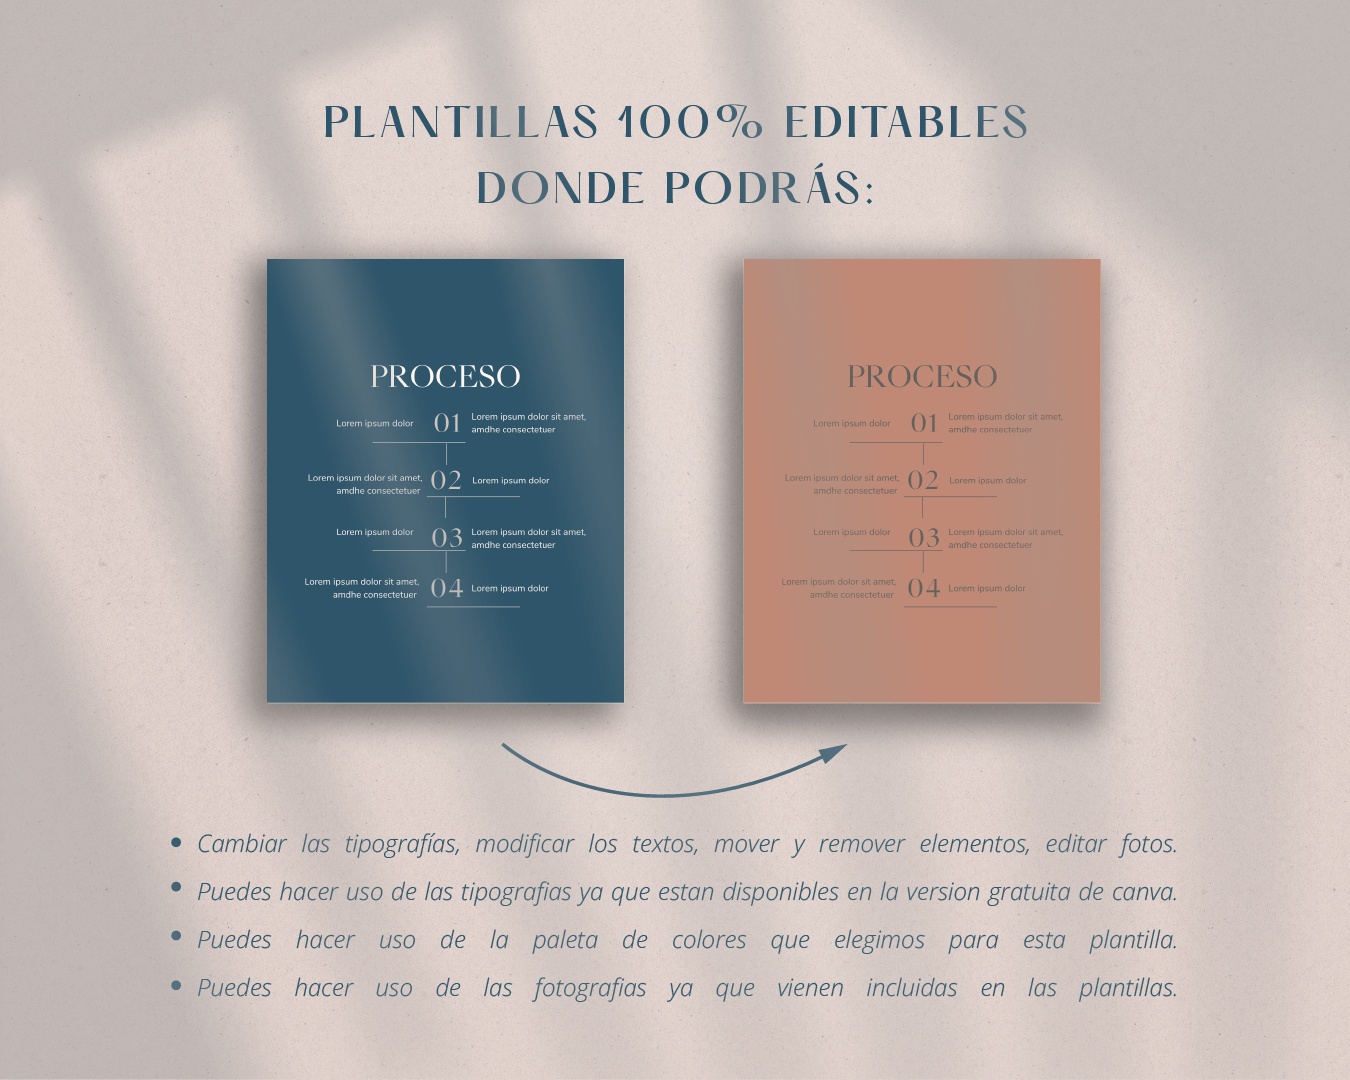 PLANTILLAS 100% EDITABLES
DONDE PODRÁS:
PROCESO
Lorem ipsum dolor
01
Lorem ipsum dolor sit amet,
amdhe consectetuer
Lorem ipsum dolor sit amet,
amdhe consectetuer
02
Lorem ipsum dolor
Lorem ipsum dolor
03
Lorem ipsum dolor sit amet,
amdhe consectetuer
Lorem ipsum dolor sit amet,
amdhe consectetuer
04
Lorem ipsum dolor
PROCESO
Lorem ipsum dolor
01
Lorem ipsum dolor sit amet,
amdhe consectetuer
Lorem ipsum dolor sit amet,
amdhe consectetuer
02
Lorem ipsum dolor
Lorem ipsum dolor
03
Lorem ipsum dolor sit amet,
amdhe consectetuer
Lorem ipsum dolor sit amet,
amdhe consectetuer
04
Lorem ipsum dolor
• Cambiar las tipografías, modificar los textos, mover y remover elementos, editar fotos.
• Puedes hacer uso de las tipografias ya que estan disponibles en la version gratuita de canva.
• Puedes hacer uso de la paleta de colores que elegimos para esta plantilla.
• Puedes hacer uso de las fotografias ya que vienen incluidas en las plantillas.